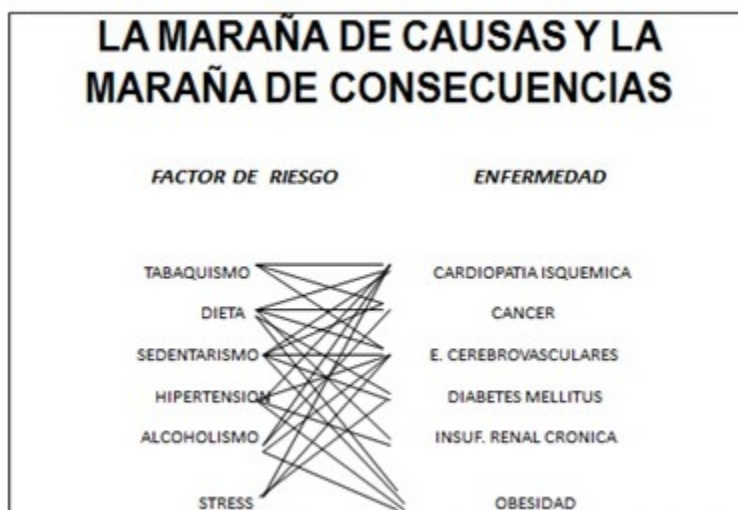 LA MARAÑA DE CAUSAS Y LA
MARAÑA DE CONSECUENCIAS
FACTOR DE RIESGO ENFERMEDAD
TABAQUISMO CARDIOPATIA ISQUEMICA
DIETA CANCER
SEDENTARISMO E. CEREBROVASCULARES
HIPERTENSION DIABETES MELLITUS
ALCOHOLISMO INSUF. RENAL CRONICA
STRESS OBESIDAD